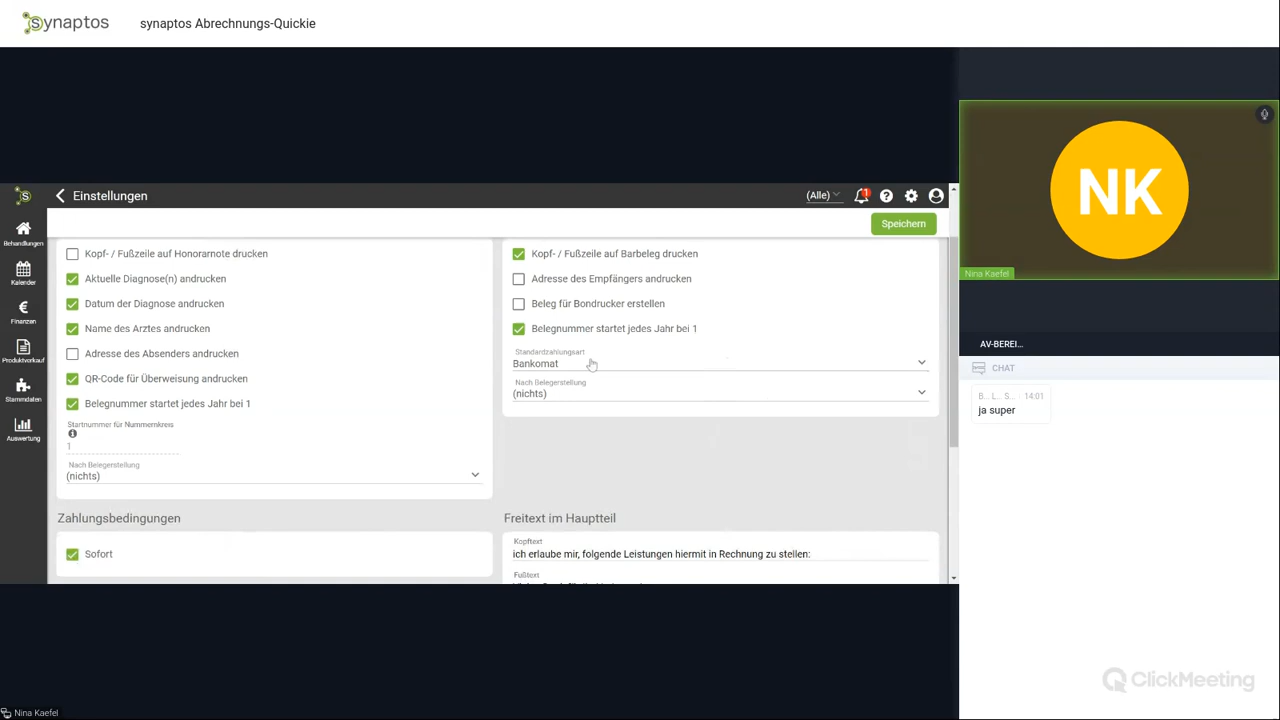 synaptos
synaptos Abrechnungs-Quickie
Einstellungen
(Alle)
1
Speichern
Behandlungen
Kalender
Finanzen
Produktverkauf
Stammdaten
Auswertung
Kopf- / Fußzeile auf Honorarnote drucken
Aktuelle Diagnose(n) andrucken
Datum der Diagnose andrucken
Name des Arztes andrucken
Adresse des Absenders andrucken
QR-Code für Überweisung andrucken
Belegnummer startet jedes Jahr bei 1
Startnummer für Nummernkreis
1
Nach Belegerstellung
(nichts)
Kopf- / Fußzeile auf Barbeleg drucken
Adresse des Empfängers andrucken
Beleg für Bondrucker erstellen
Belegnummer startet jedes Jahr bei 1
Standardzahlungsart
Bankomat
Nach Belegerstellung
(nichts)
Zahlungsbedingungen
Sofort
Freitext im Hauptteil
Kopftext
ich erlaube mir, folgende Leistungen hiermit in Rechnung zu stellen:
Fußtext
NK
Nina Kaefel
AV-BEREI...
CHAT
B... L... S... 14:01
ja super
ClickMeeting
Nina Kaefel